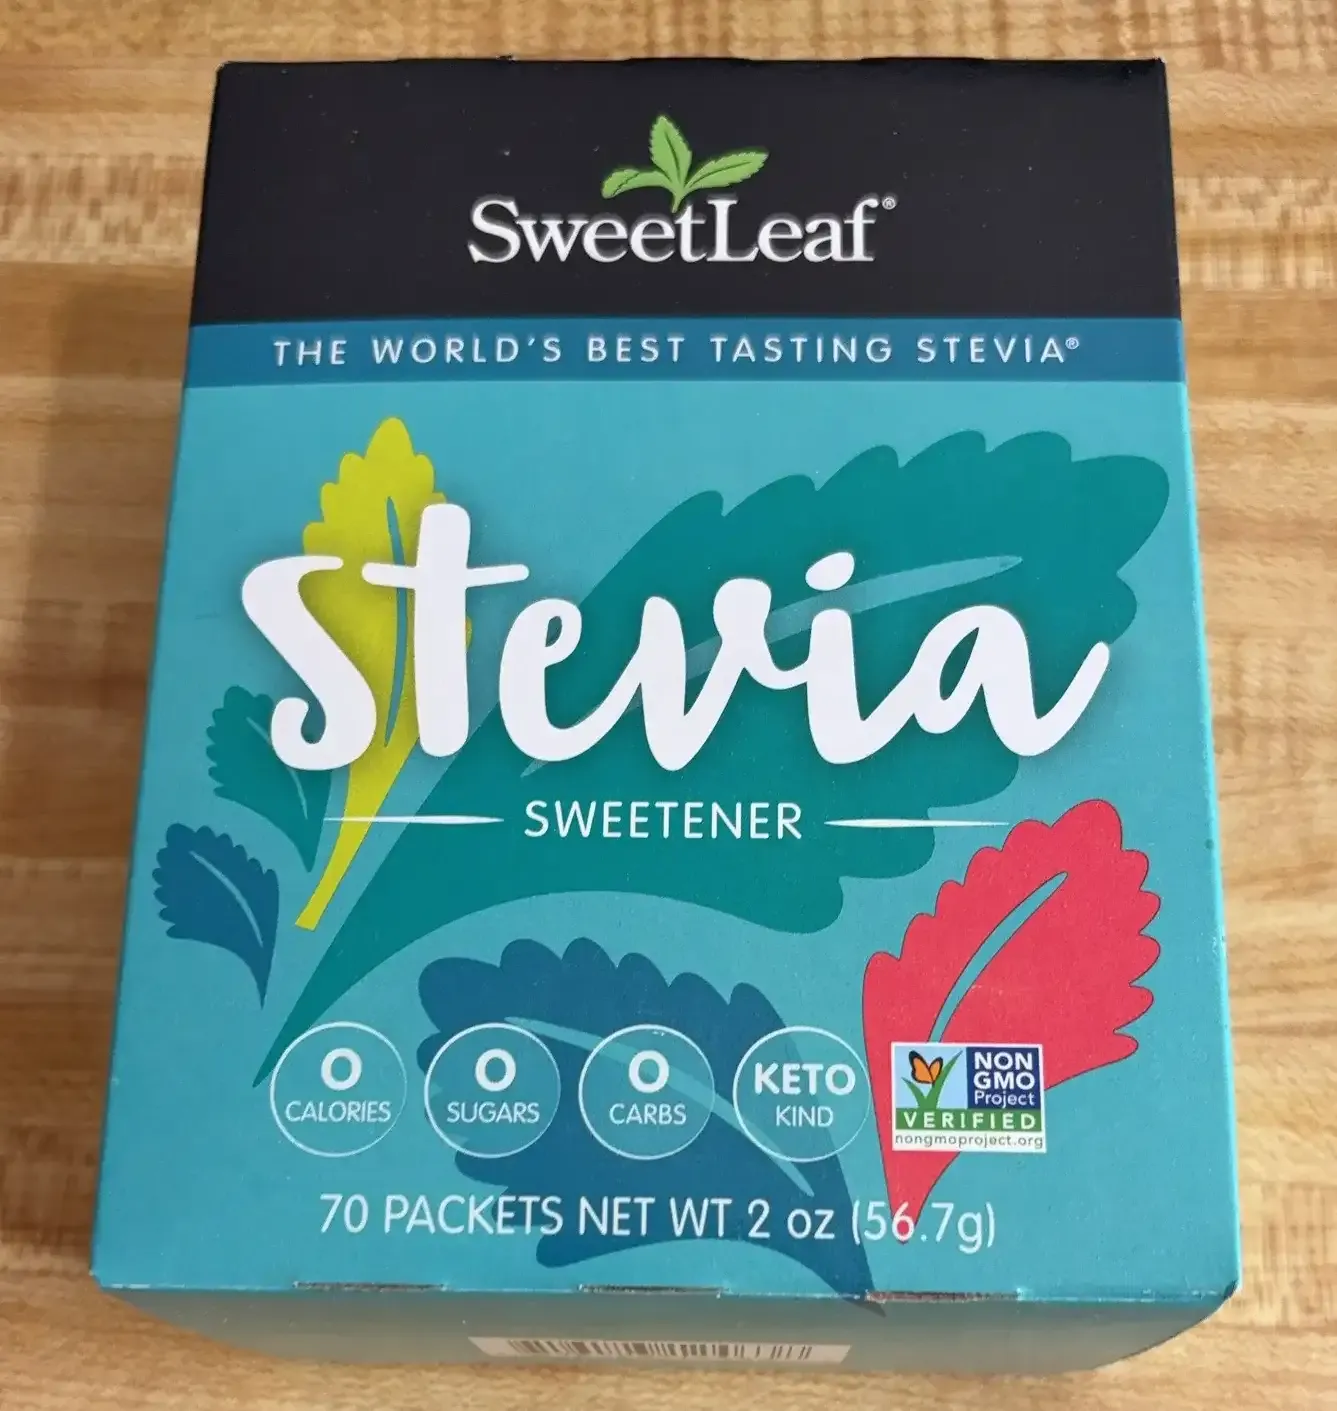 SweetLeaf®
THE WORLD'S BEST TASTING STEVIA®
stevia
SWEETENER
0
CALORIES
0
SUGARS
0
CARBS
KETO
KIND
NON
GMO
Project
VERIFIED
nongmoproject.org
70 PACKETS NET WT 2 oz (56.7g)